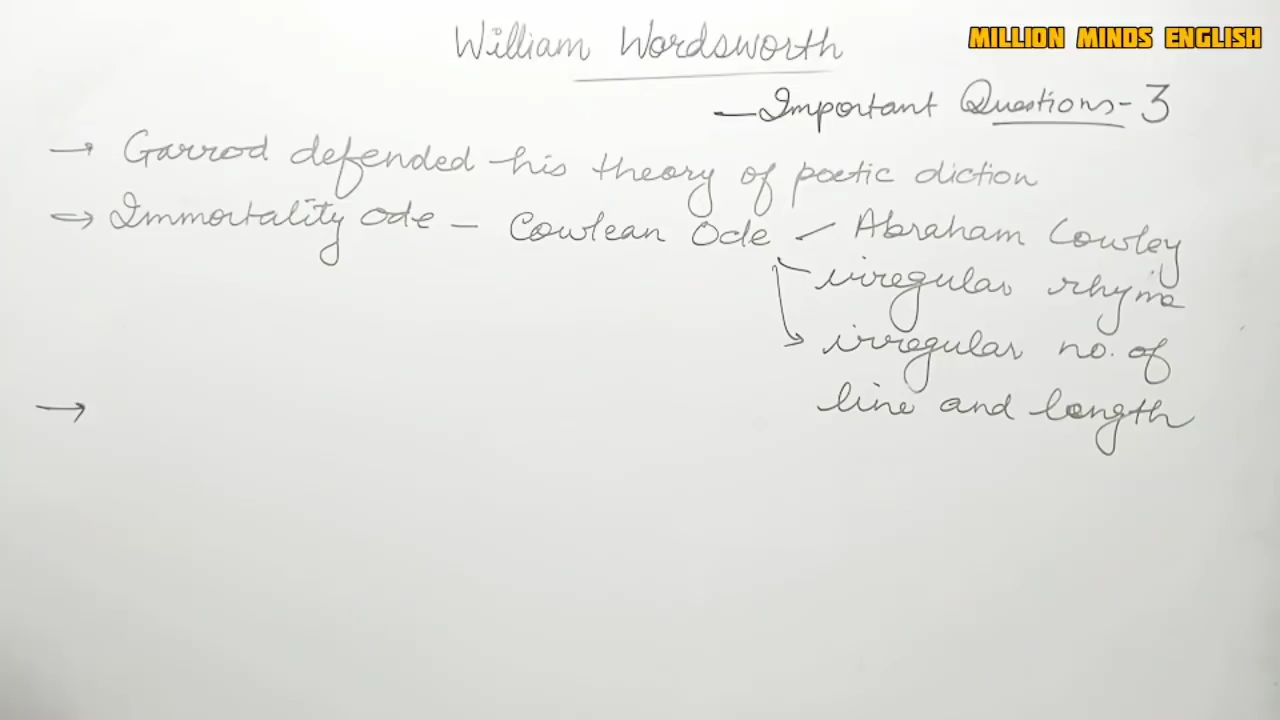 William Wordsworth
MILLION MINDS ENGLISH
— Important Questions - 3
→ Garrod defended his theory of poetic diction
⇒ Immortality Ode - Cowlean Ode - Abraham Cowley
irregular rhyme
irregular no. of
line and length
→